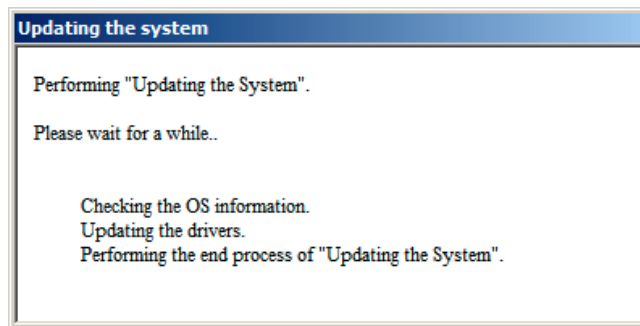 Updating the system
Performing "Updating the System".
Please wait for a while..
Checking the OS information.
Updating the drivers.
Performing the end process of "Updating the System".